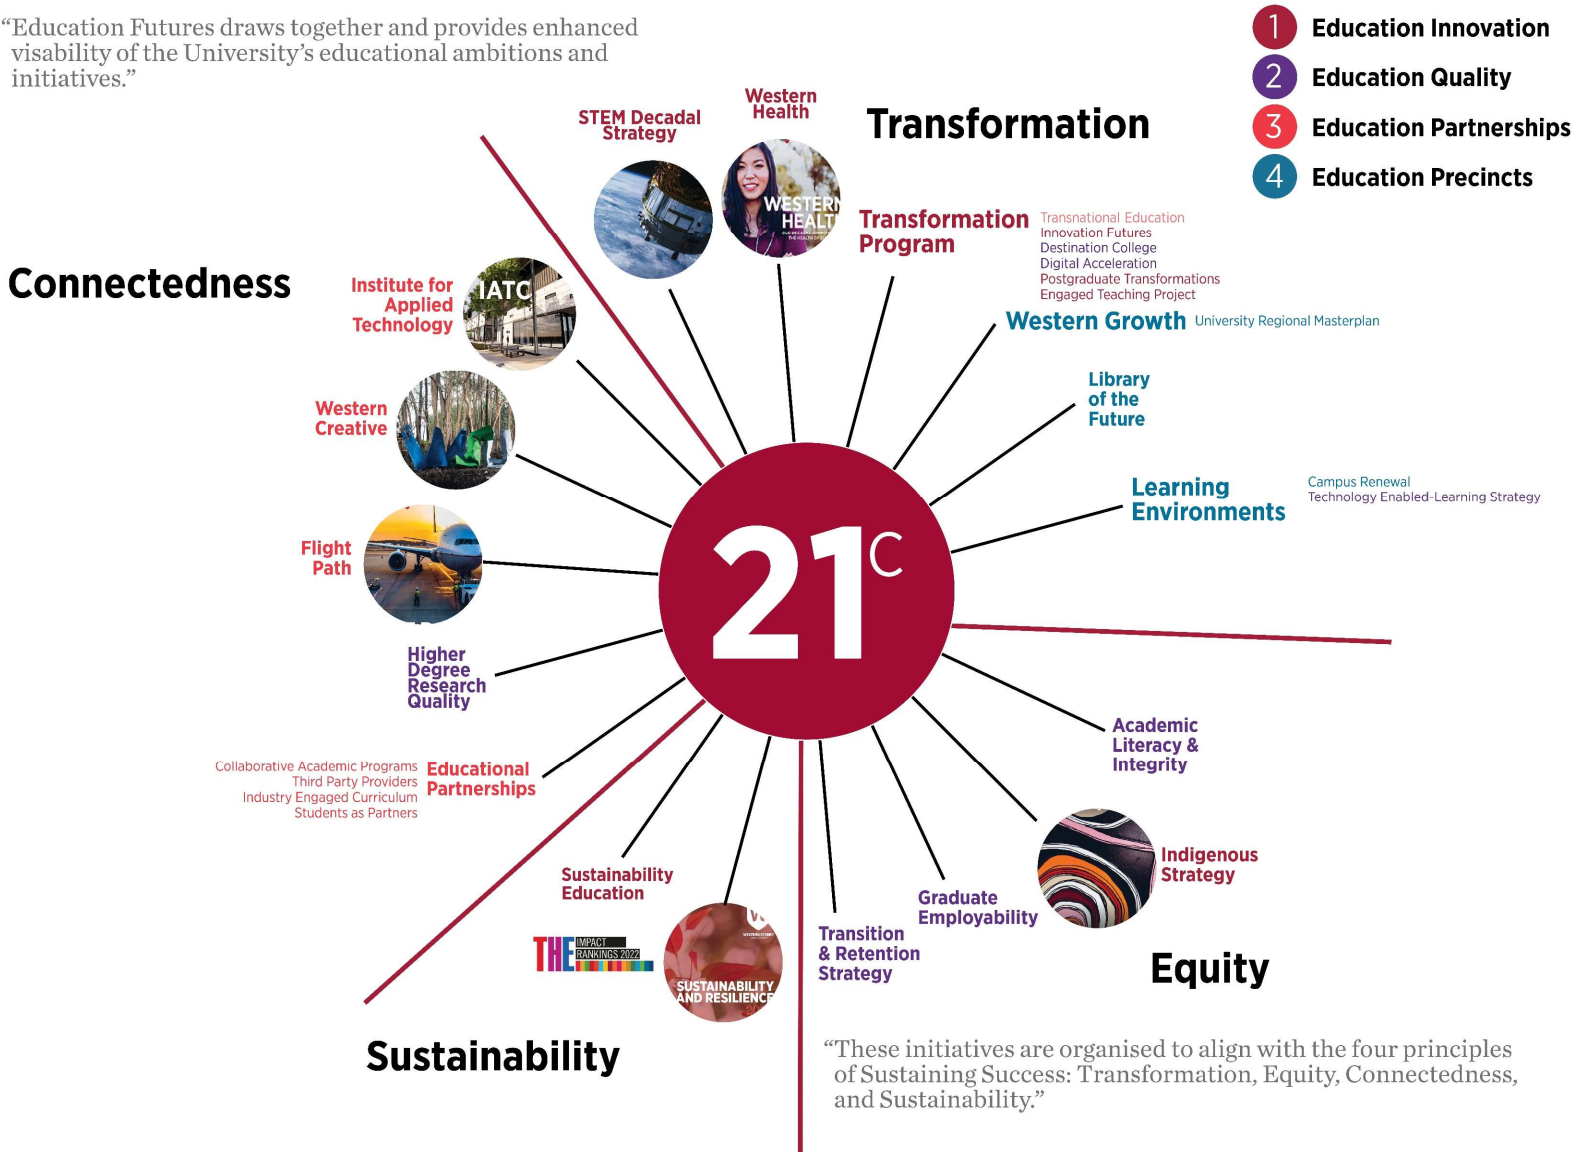 “Education Futures draws together and provides enhanced
visability of the University’s educational ambitions and
initiatives.”
1 Education Innovation
2 Education Quality
3 Education Partnerships
4 Education Precincts
Transformation
STEM Decadal
Strategy
Western
Health
WESTERN
HEALT
Transformation
Program
Transnational Education
Innovation Futures
Destination College
Digital Acceleration
Postgraduate Transformations
Engaged Teaching Project
Western Growth
University Regional Masterplan
Library
of the
Future
Learning
Environments
Campus Renewal
Technology Enabled-Learning Strategy
Connectedness
Institute for
Applied
Technology
IATC
Western
Creative
Flight
Path
Higher
Degree
Research
Quality
Collaborative Academic Programs
Third Party Providers
Industry Engaged Curriculum
Students as Partners
Educational
Partnerships
21C
Academic
Literacy &
Integrity
Indigenous
Strategy
Graduate
Employability
Transition
& Retention
Strategy
Equity
Sustainability
Education
THE IMPACT
RANKINGS 2022
SUSTAINABILITY
AND RESILIENCE
Sustainability
“These initiatives are organised to align with the four principles
of Sustaining Success: Transformation, Equity, Connectedness,
and Sustainability.”